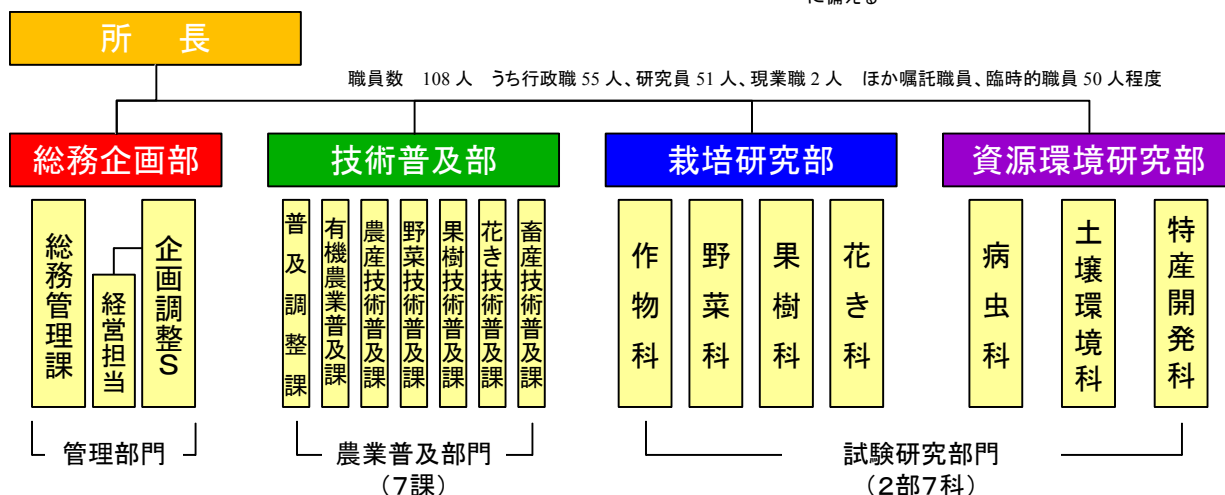 に備える
所　長
職員数　108 人　うち行政職 55 人、研究員 51 人、現業職 2 人　ほか嘱託職員、臨時的職員 50 人程度
総務企画部
技術普及部
栽培研究部
資源環境研究部
総務管理課
経営担当
企画調整S
普及調整課
有機農業普及課
農産技術普及課
野菜技術普及課
果樹技術普及課
花き技術普及課
畜産技術普及課
作物科
野菜科
果樹科
花き科
病虫科
土壌環境科
特産開発科
管理部門
農業普及部門
（7課）
試験研究部門
（2部7科）